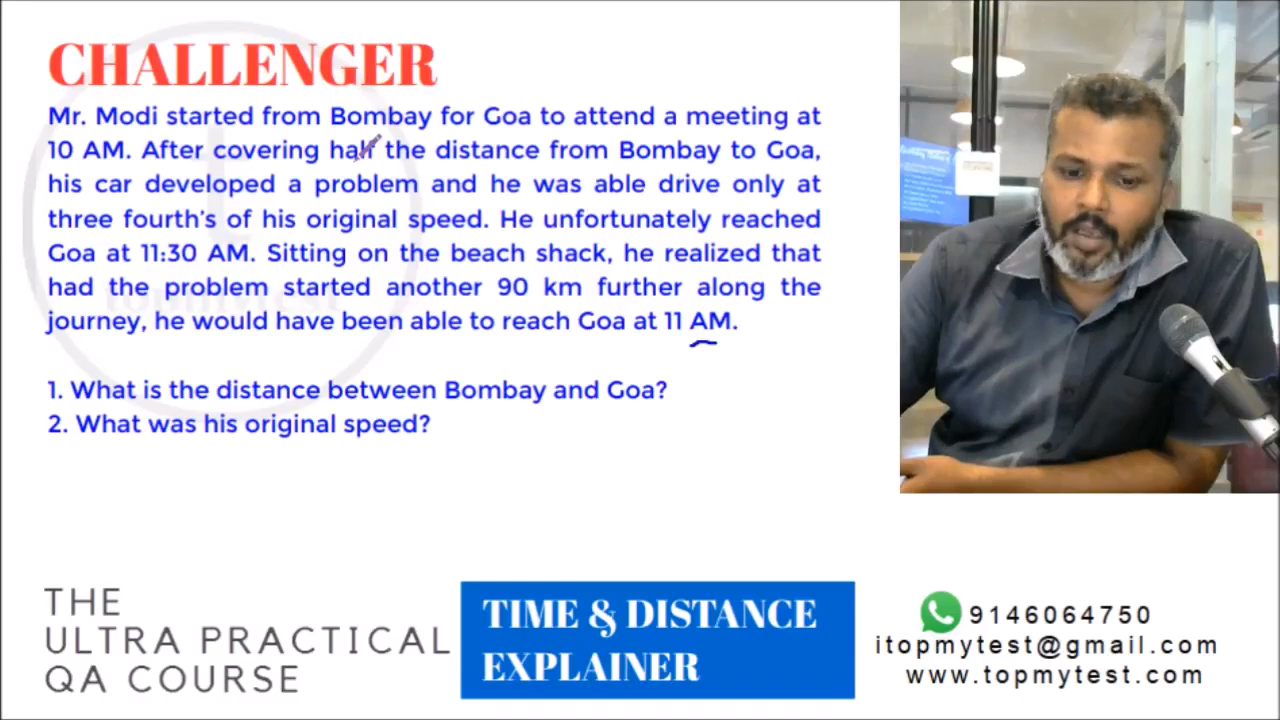 CHALLENGER
Mr. Modi started from Bombay for Goa to attend a meeting at
10 AM. After covering half the distance from Bombay to Goa,
his car developed a problem and he was able drive only at
three fourth's of his original speed. He unfortunately reached
Goa at 11:30 AM. Sitting on the beach shack, he realized that
had the problem started another 90 km further along the
journey, he would have been able to reach Goa at 11 AM.
1. What is the distance between Bombay and Goa?
2. What was his original speed?
THE
ULTRA PRACTICAL
QA COURSE
TIME & DISTANCE
EXPLAINER
9146064750
itopmytest@gmail.com
www.topmytest.com